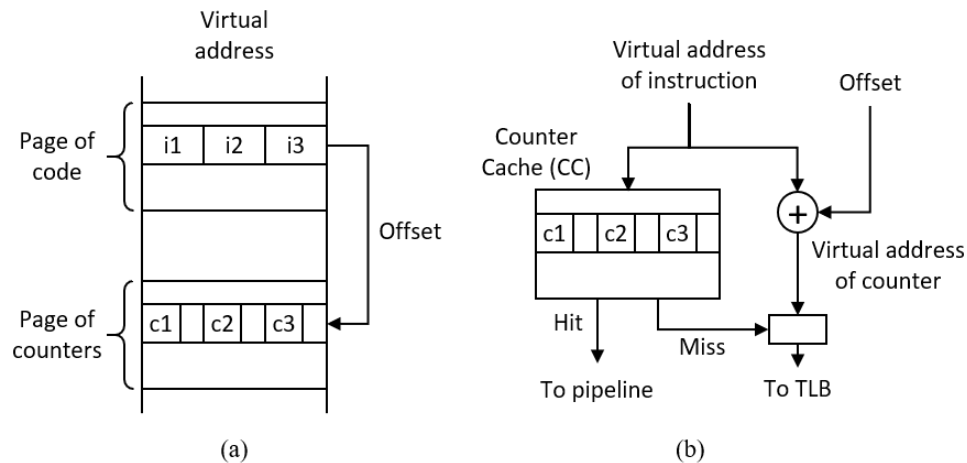 Virtual
address
Page of
code
i1 i2 i3
Offset
Page of
counters
c1 c2 c3
(a)
Virtual address
of instruction
Offset
Counter
Cache (CC)
c1 c2 c3
+
Virtual address
of counter
Hit
Miss
To pipeline
To TLB
(b)